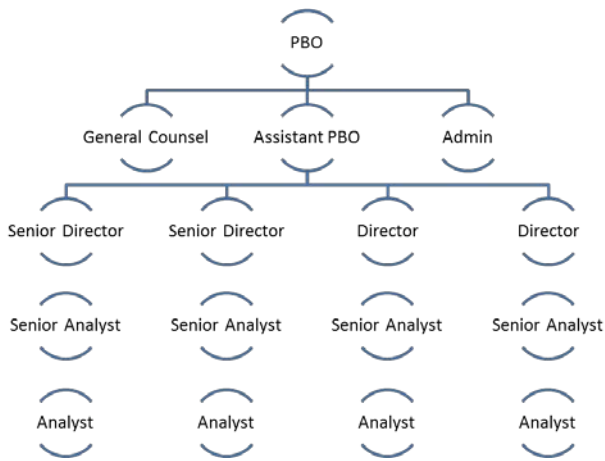 PBO
General Counsel
Assistant PBO
Admin
Senior Director
Senior Director
Director
Director
Senior Analyst
Senior Analyst
Senior Analyst
Senior Analyst
Analyst
Analyst
Analyst
Analyst